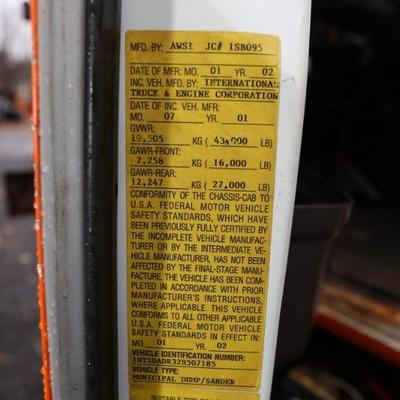 MFD. BY: AWSI JC# 1SB095
DATE OF MFR: MO. 01 YR. 02
INC. VEH. MFD. BY: INTERNATIONAL
TRUCK & ENGINE CORPORATION
DATE OF INC. VEH. MFR:
MO. 07 YR. 01
GVWR:
19,505 KG ( 43,000 LB)
GAWR-FRONT:
7,258 KG ( 16,000 LB)
GAWR-REAR:
12,247 KG ( 27,000 LB)
CONFORMITY OF THE CHASSIS-CAB TO
U.S.A. FEDERAL MOTOR VEHICLE
SAFETY STANDARDS, WHICH HAVE
BEEN PREVIOUSLY FULLY CERTIFIED BY
THE INCOMPLETE VEHICLE MANUFAC-
TURER OR BY THE INTERMEDIATE VE-
HICLE MANUFACTURER, HAS NOT BEEN
AFFECTED BY THE FINAL-STAGE MANU-
FACTURER. THE VEHICLE HAS BEEN COM-
PLETED IN ACCORDANCE WITH PRIOR
MANUFACTURER'S INSTRUCTIONS,
WHERE APPLICABLE. THIS VEHICLE
CONFORMS TO ALL OTHER APPLICABLE
U.S.A. FEDERAL MOTOR VEHICLE
SAFETY STANDARDS IN EFFECT IN:
MO. 01 YR. 02
VEHICLE IDENTIFICATION NUMBER:
1HTSDADR32H507185
VEHICLE TYPE:
MUNICIPAL DUMP/SANDER